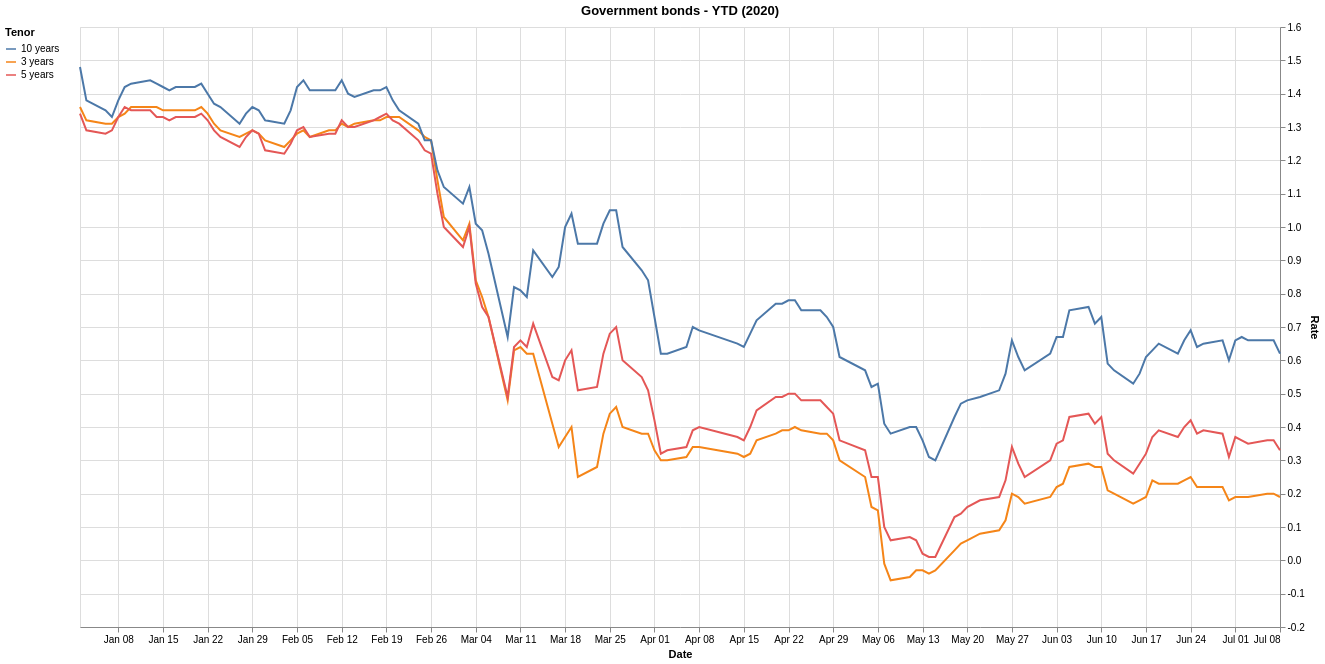 Government bonds - YTD (2020)
Tenor
10 years
3 years
5 years
1.6
1.5
1.4
1.3
1.2
1.1
1.0
0.9
0.8
0.7
0.6
0.5
0.4
0.3
0.2
0.1
0.0
-0.1
-0.2
Rate
Jan 08 Jan 15 Jan 22 Jan 29 Feb 05 Feb 12 Feb 19 Feb 26 Mar 04 Mar 11 Mar 18 Mar 25 Apr 01 Apr 08 Apr 15 Apr 22 Apr 29 May 06 May 13 May 20 May 27 Jun 03 Jun 10 Jun 17 Jun 24 Jul 01 Jul 08
Date